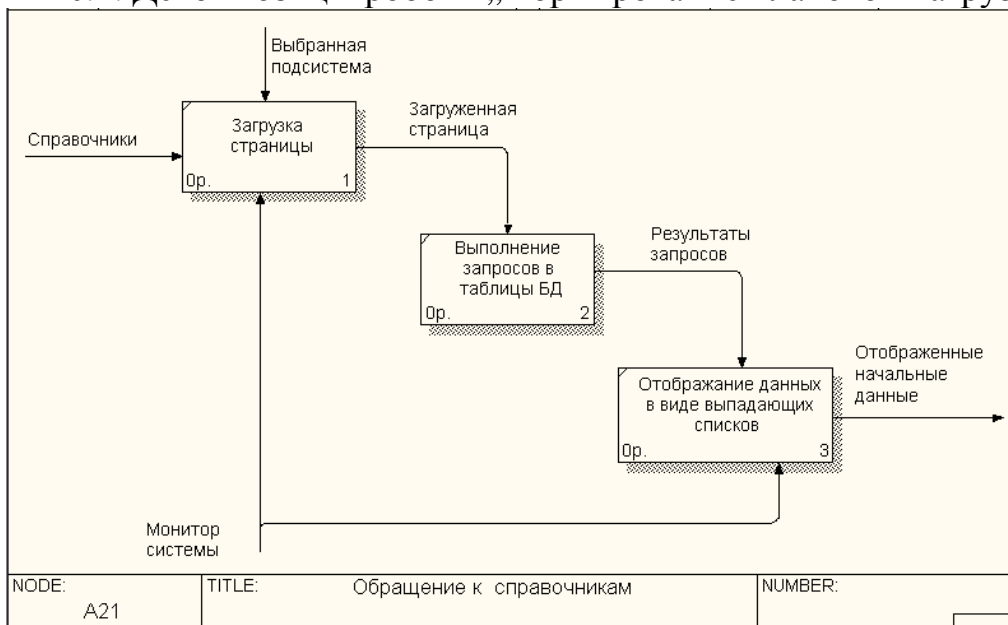 Выбранная
подсистема
Справочники
Загрузка
страницы
0р. 1
Загруженная
страница
Выполнение
запросов в
таблицы БД
0р. 2
Результаты
запросов
Отображание данных
в виде выпадающих
списков
0р. 3
Отображенные
начальные
данные
Монитор
системы
NODE: TITLE: Обращение к справочникам NUMBER:
A21